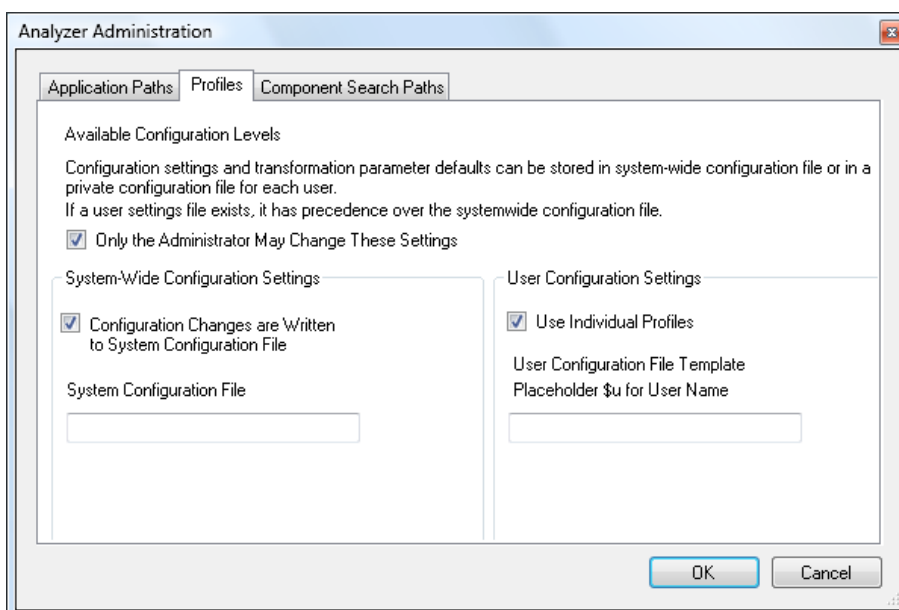 Analyzer Administration
x
Application Paths Profiles Component Search Paths
Available Configuration Levels
Configuration settings and transformation parameter defaults can be stored in system-wide configuration file or in a
private configuration file for each user.
If a user settings file exists, it has precedence over the systemwide configuration file.
Only the Administrator May Change These Settings
System-Wide Configuration Settings
Configuration Changes are Written
to System Configuration File
System Configuration File
User Configuration Settings
Use Individual Profiles
User Configuration File Template
Placeholder $u for User Name
OK Cancel